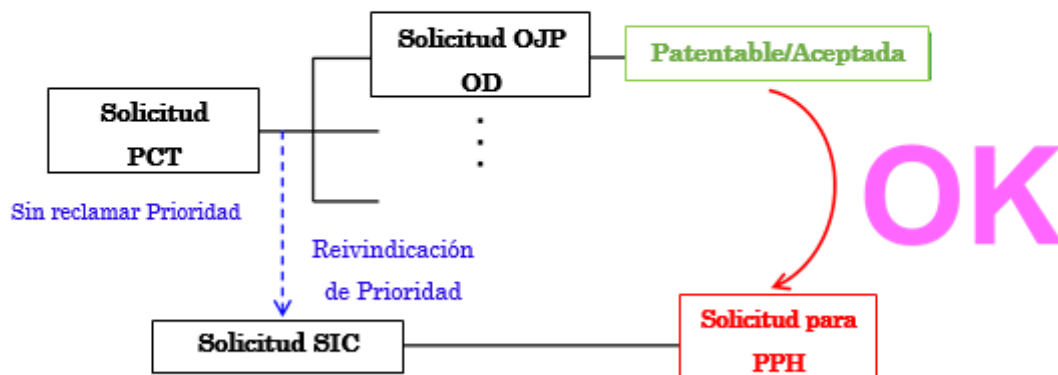 Solicitud OJP
OD
Patentable/Aceptada
Solicitud
PCT
OK
Sin reclamar Prioridad
Reivindicación
de Prioridad
Solicitud SIC
Solicitud para
PPH